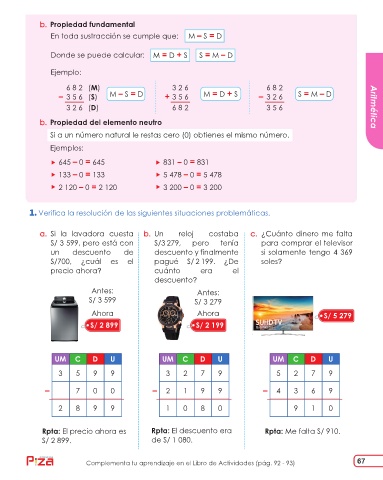 b. Propiedad fundamental
En toda sustracción se cumple que: M – S = D
Donde se puede calcular: M = D + S S = M – D
Ejemplo:
6 8 2 (M)
– 3 5 6 (S)
3 2 6 (D)
M – S = D
3 2 6
+ 3 5 6
6 8 2
M = D + S
6 8 2
– 3 2 6
3 5 6
S = M – D
b. Propiedad del elemento neutro
Si a un número natural le restas cero (0) obtienes el mismo número.
Ejemplos:
645 – 0 = 645 831 – 0 = 831
133 – 0 = 133 5 478 – 0 = 5 478
2 120 – 0 = 2 120 3 200 – 0 = 3 200
Aritmética
1. Verifica la resolución de las siguientes situaciones problemáticas.
a. Si la lavadora cuesta
S/ 3 599, pero está con
un descuento de
S/700, ¿cuál es el
precio ahora?
Antes:
S/ 3 599
Ahora
S/ 2 899
UM C D U
3 5 9 9
– 7 0 0
2 8 9 9
Rpta: El precio ahora es
S/ 2 899.
b. Un reloj costaba
S/3 279, pero tenía
descuento y finalmente
pagué S/ 2 199. ¿De
cuánto era el
descuento?
Antes:
S/ 3 279
Ahora
S/ 2 199
UM C D U
3 2 7 9
– 2 1 9 9
1 0 8 0
Rpta: El descuento era
de S/ 1 080.
c. ¿Cuánto dinero me falta
para comprar el televisor
si solamente tengo 4 369
soles?
SUHD TV
S/ 5 279
UM C D U
5 2 7 9
– 4 3 6 9
9 1 0
Rpta: Me falta S/ 910.
Complementa tu aprendizaje en el Libro de Actividades (pág. 92 - 93)
67